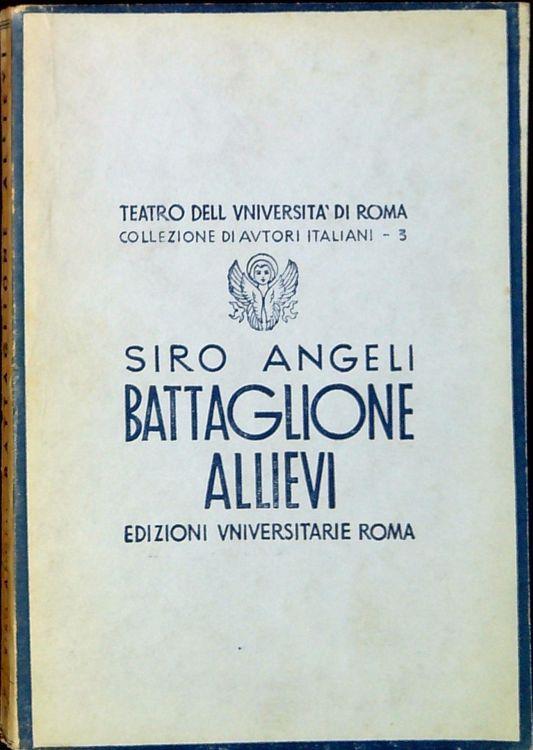 TEATRO DELL VNIVERSITA' DI ROMA
COLLEZIONE DI AVTORI ITALIANI - 3
SIRO ANGELI
BATTAGLIONE
ALLIEVI
EDIZIONI VNIVERSITARIE ROMA